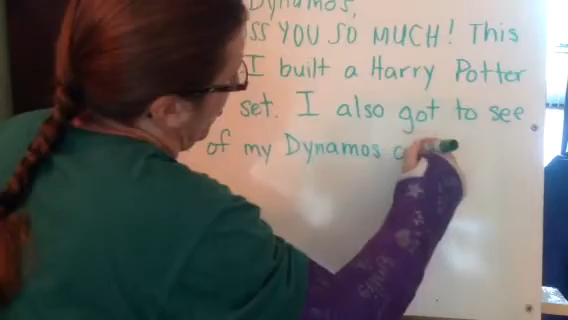 Dynamos,
SS YOU SO MUCH! This
I built a Harry Potter
set. I also got to see
of my Dynamos